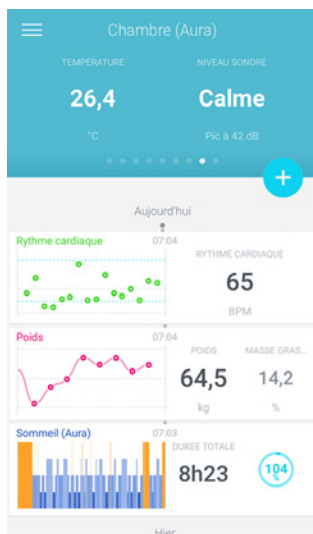 Chambre (Aura)
TEMPÉRATURE
NIVEAU SONORE
26,4
Calme
°C
Pic à 42 dB
+
Aujourd'hui
Rythme cardiaque
07:04
RYTHME CARDIAQUE
65
BPM
Poids
07:04
POIDS
MASSE GRAS...
64,5
14,2
kg
%
Sommeil (Aura)
07:03
DURÉE TOTALE
8h23
104
%
Hier